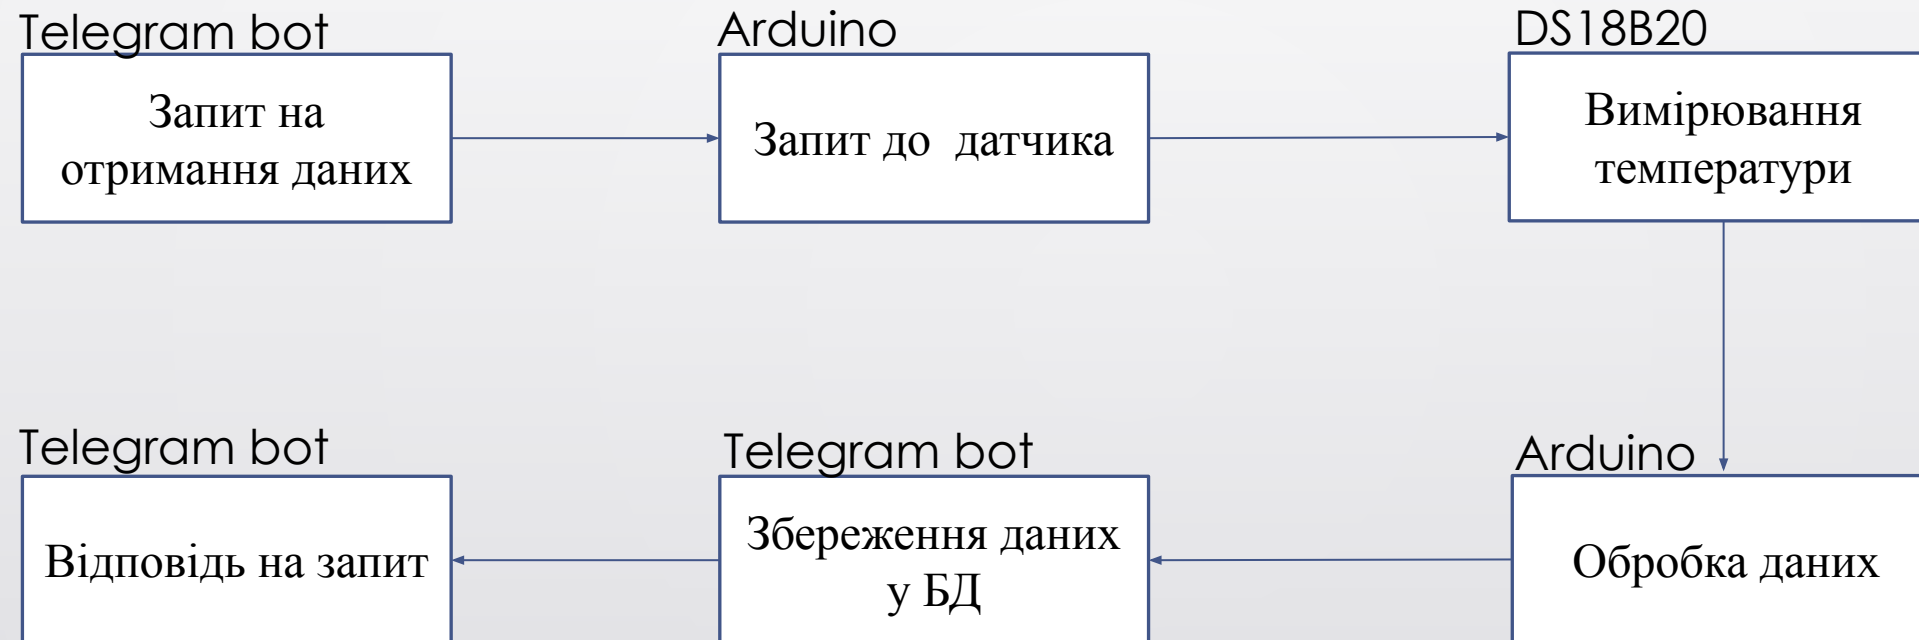 Telegram bot
Запит на
отримання даних
Arduino
Запит до  датчика
DS18B20
Вимірювання
температури
Telegram bot
Відповідь на запит
Telegram bot
Збереження даних
у БД
Arduino
Обробка даних